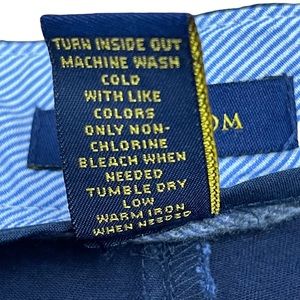 TURN INSIDE OUT
MACHINE WASH
COLD
WITH LIKE
COLORS
ONLY NON-
CHLORINE
BLEACH WHEN
NEEDED
TUMBLE DRY
LOW
WARM IRON
WHEN NEEDED